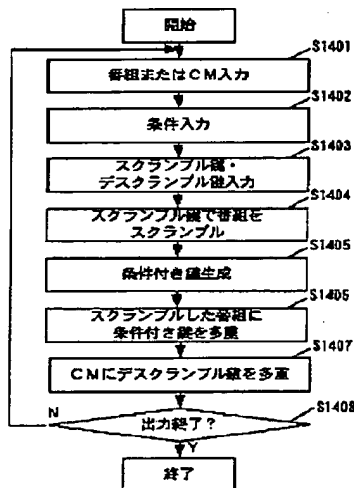 開始
S1401
番組またはCM入力
S1402
条件入力
S1403
スクランブル鍵・
デスクランブル鍵入力
S1404
スクランブル鍵で番組を
スクランブル
S1405
条件付き鍵生成
S1406
スクランブルした番組に
条件付き鍵を多重
S1407
CMにデスクランブル鍵を多重
S1408
N
出力終了?
Y
終了